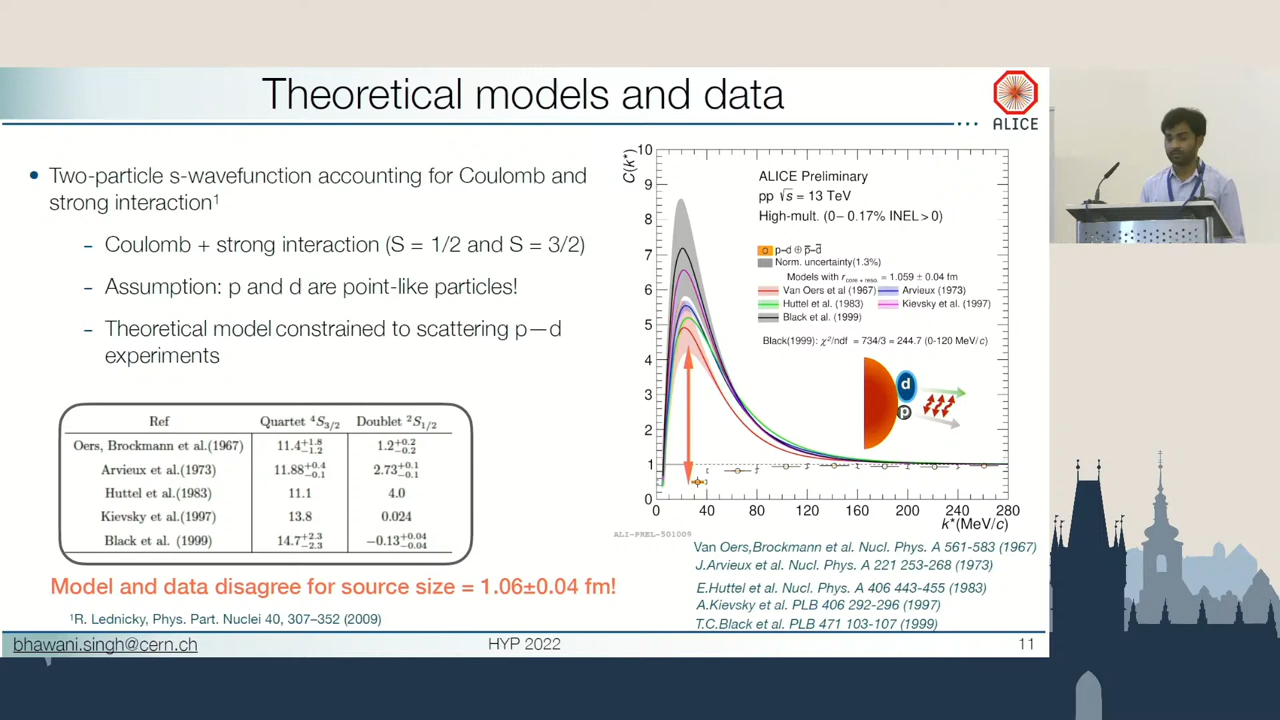 Theoretical models and data
ALICE
• Two-particle s-wavefunction accounting for Coulomb and
strong interaction¹
– Coulomb + strong interaction (S = 1/2 and S = 3/2)
– Assumption: p and d are point-like particles!
– Theoretical model constrained to scattering p—d
experiments
Ref Quartet ⁴S₃/₂ Doublet ²S₁/₂
Oers, Brockmann et al.(1967) 11.4 +1.8 −1.2 1.2 +0.2 −0.2
Arvieux et al.(1973) 11.88 +0.4 −0.1 2.73 +0.1 −0.1
Huttel et al.(1983) 11.1 4.0
Kievsky et al.(1997) 13.8 0.024
Black et al. (1999) 14.7 +2.3 −2.3 −0.13 +0.04 −0.04
Model and data disagree for source size = 1.06±0.04 fm!
¹R. Lednicky, Phys. Part. Nuclei 40, 307–352 (2009)
C(k*)
10
9
8
7
6
5
4
3
2
1
0
0 40 80 120 160 200 240 280
k*(MeV/c)
ALICE Preliminary
pp √s = 13 TeV
High-mult. (0– 0.17% INEL > 0)
p–d ⊕ p̄–d̄
Norm. uncertainty(1.3%)
Models with r core + reso. = 1.059 ± 0.04 fm
Van Oers et al (1967) Arvieux (1973)
Huttel et al. (1983) Kievsky et al. (1997)
Black et al. (1999)
Black(1999): χ²/ndf = 734/3 = 244.7 (0-120 MeV/c)
d
p
ALI-PREL-501009
Van Oers,Brockmann et al. Nucl. Phys. A 561-583 (1967)
J.Arvieux et al. Nucl. Phys. A 221 253-268 (1973)
E.Huttel et al. Nucl. Phys. A 406 443-455 (1983)
A.Kievsky et al. PLB 406 292-296 (1997)
T.C.Black et al. PLB 471 103-107 (1999)
bhawani.singh@cern.ch HYP 2022 11